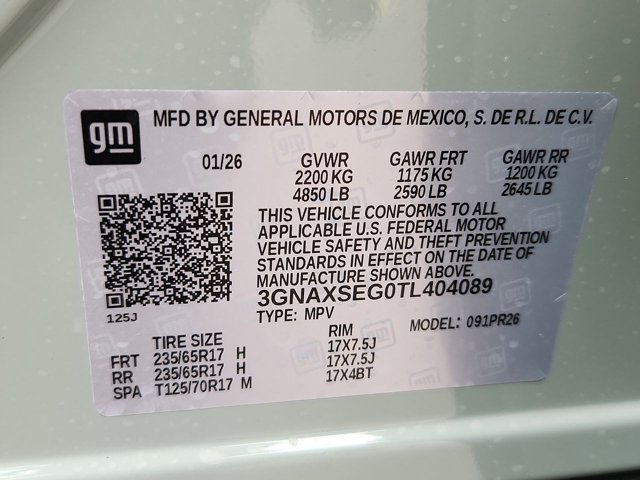 gm
MFD BY GENERAL MOTORS DE MEXICO, S. DE R.L. DE C.V.
01/26 GVWR GAWR FRT GAWR RR
2200 KG 1175 KG 1200 KG
4850 LB 2590 LB 2645 LB
THIS VEHICLE CONFORMS TO ALL
APPLICABLE U.S. FEDERAL MOTOR
VEHICLE SAFETY AND THEFT PREVENTION
STANDARDS IN EFFECT ON THE DATE OF
MANUFACTURE SHOWN ABOVE.
3GNAXSEG0TL404089
125J
TYPE: MPV MODEL: 091PR26
TIRE SIZE RIM
FRT 235/65R17 H 17X7.5J
RR 235/65R17 H 17X7.5J
SPA T125/70R17 M 17X4BT